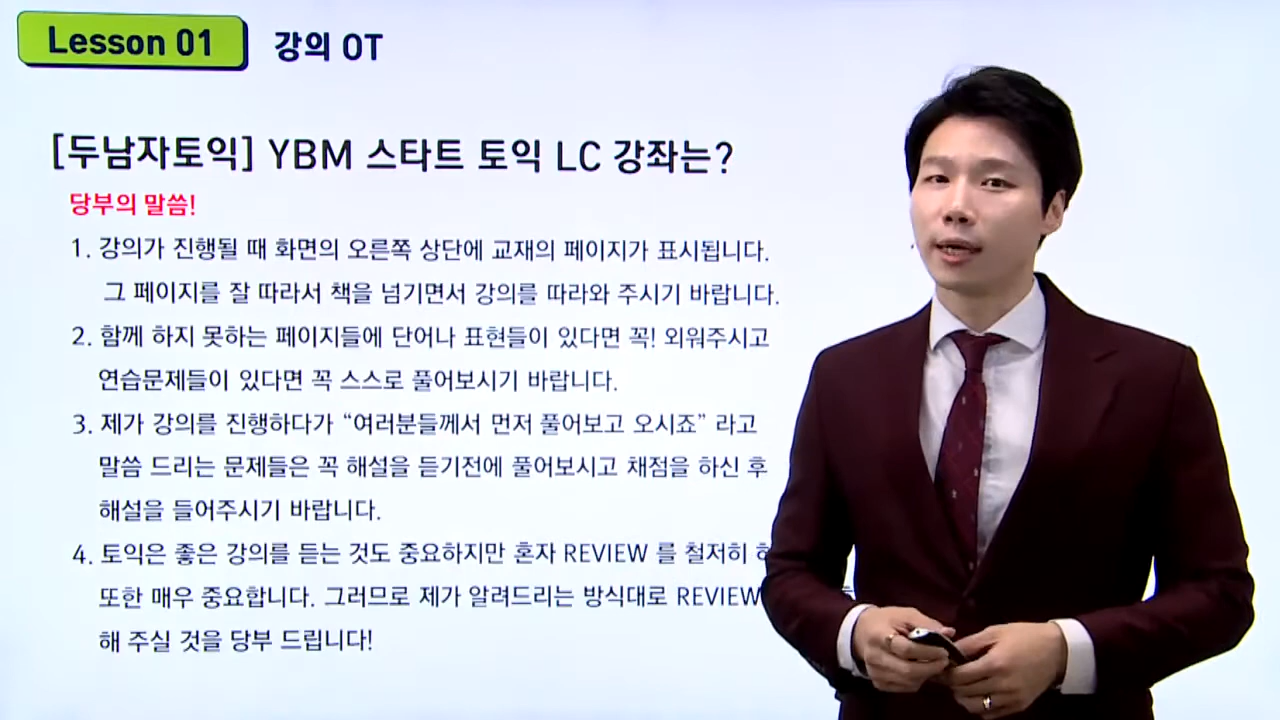 Lesson 01 강의 OT
[두남자토익] YBM 스타트 토익 LC 강좌는?
당부의 말씀!
1. 강의가 진행될 때 화면의 오른쪽 상단에 교재의 페이지가 표시됩니다.
그 페이지를 잘 따라서 책을 넘기면서 강의를 따라와 주시기 바랍니다.
2. 함께 하지 못하는 페이지들에 단어나 표현들이 있다면 꼭! 외워주시고
연습문제들이 있다면 꼭 스스로 풀어보시기 바랍니다.
3. 제가 강의를 진행하다가 “여러분들께서 먼저 풀어보고 오시죠” 라고
말씀 드리는 문제들은 꼭 해설을 듣기전에 풀어보시고 채점을 하신 후
해설을 들어주시기 바랍니다.
4. 토익은 좋은 강의를 듣는 것도 중요하지만 혼자 REVIEW 를 철저히
또한 매우 중요합니다. 그러므로 제가 알려드리는 방식대로 REVIEW
해 주실 것을 당부 드립니다!